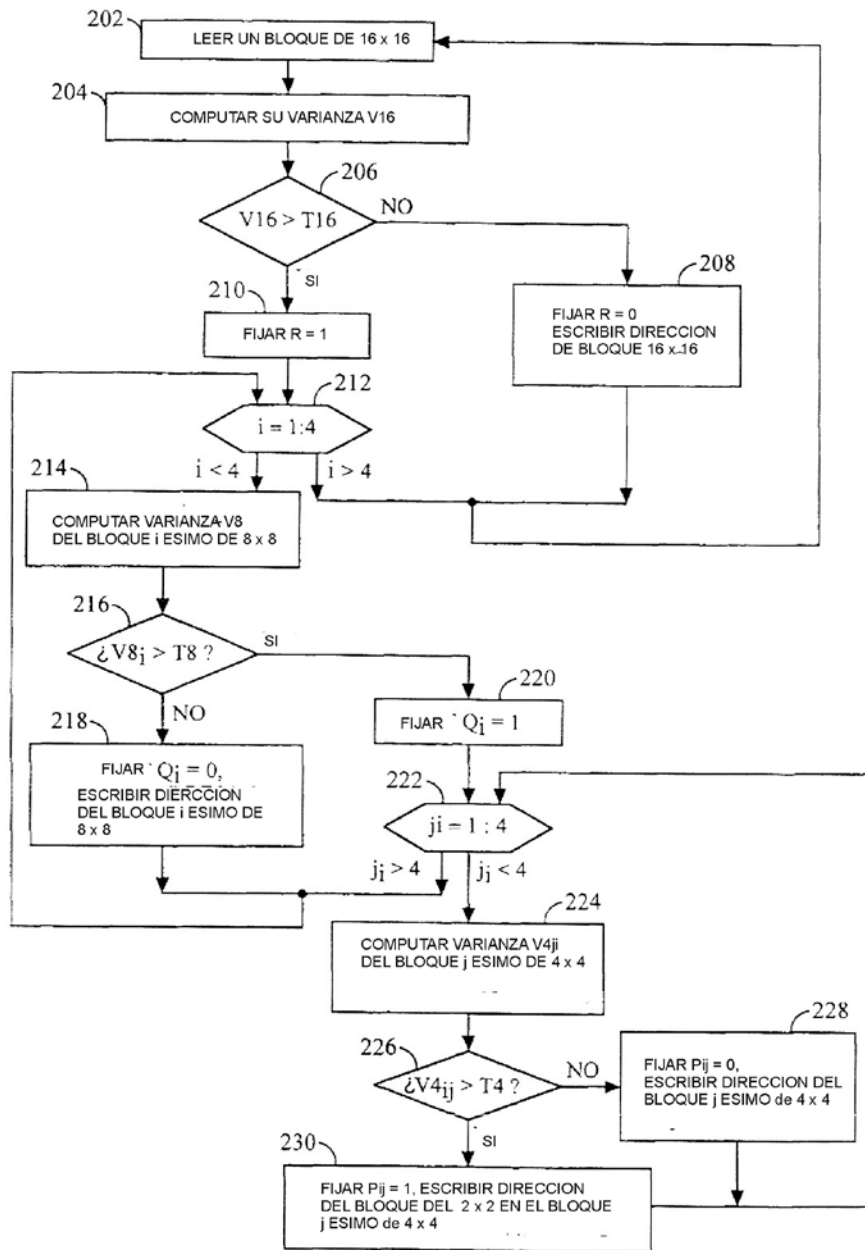 202
LEER UN BLOQUE DE 16 x 16
204
COMPUTAR SU VARIANZA V16
206
V16 > T16
NO
SI
208
FIJAR R = 0
ESCRIBIR DIRECCION
DE BLOQUE 16 x 16
210
FIJAR R = 1
212
i = 1:4
i < 4
i > 4
214
COMPUTAR VARIANZA V8
DEL BLOQUE i ESIMO DE 8 x 8
216
¿V8i > T8 ?
SI
NO
218
FIJAR Qi = 0,
ESCRIBIR DIERCCION
DEL BLOQUE i ESIMO DE
8 x 8
220
FIJAR Qi = 1
222
ji = 1 : 4
ji > 4
ji < 4
224
COMPUTAR VARIANZA V4ji
DEL BLOQUE j ESIMO DE 4 x 4
226
¿V4ij > T4 ?
NO
SI
228
FIJAR Pij = 0,
ESCRIBIR DIRECCION DEL
BLOQUE j ESIMO de 4 x 4
230
FIJAR Pij = 1, ESCRIBIR DIRECCION
DEL BLOQUE DEL 2 x 2 EN EL BLOQUE
j ESIMO de 4 x 4